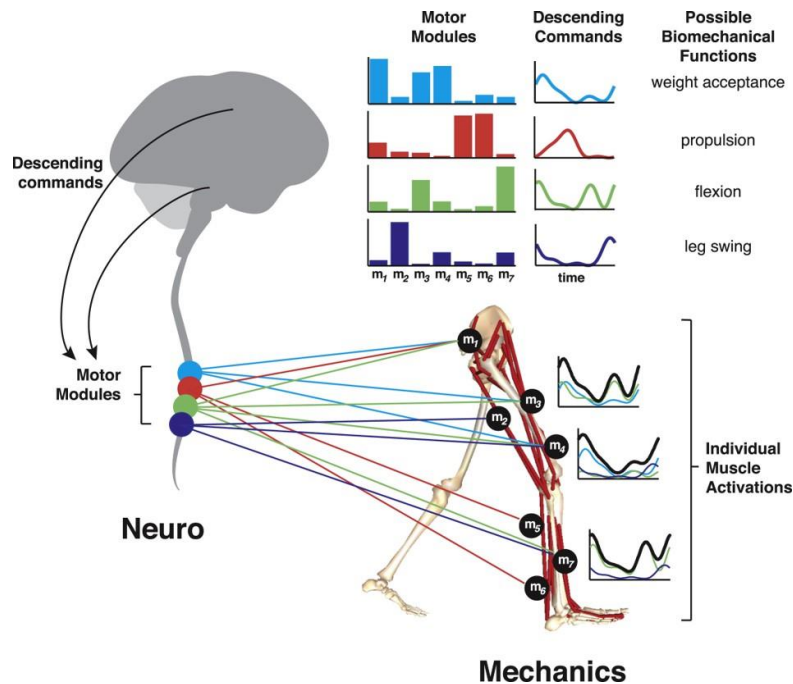 Motor
Modules
Descending
Commands
Possible
Biomechanical
Functions
weight acceptance
propulsion
flexion
leg swing
m1 m2 m3 m4 m5 m6 m7
time
Descending
commands
Motor
Modules
Neuro
m1
m3
m2
m4
m5
m7
m6
Individual
Muscle
Activations
Mechanics